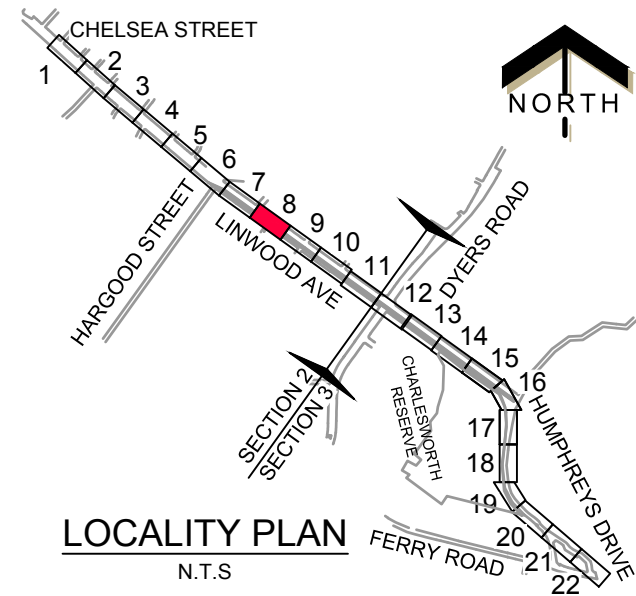 CHELSEA STREET
1
2
3
4
5
6
7
8
9
10
11
12
13
14
15
16
17
18
19
20
21
22
NORTH
HARGOOD STREET
LINWOOD AVE
DYERS ROAD
SECTION 2
SECTION 3
CHARLESWORTH
RESERVE
HUMPHREYS DRIVE
FERRY ROAD
LOCALITY PLAN
N.T.S